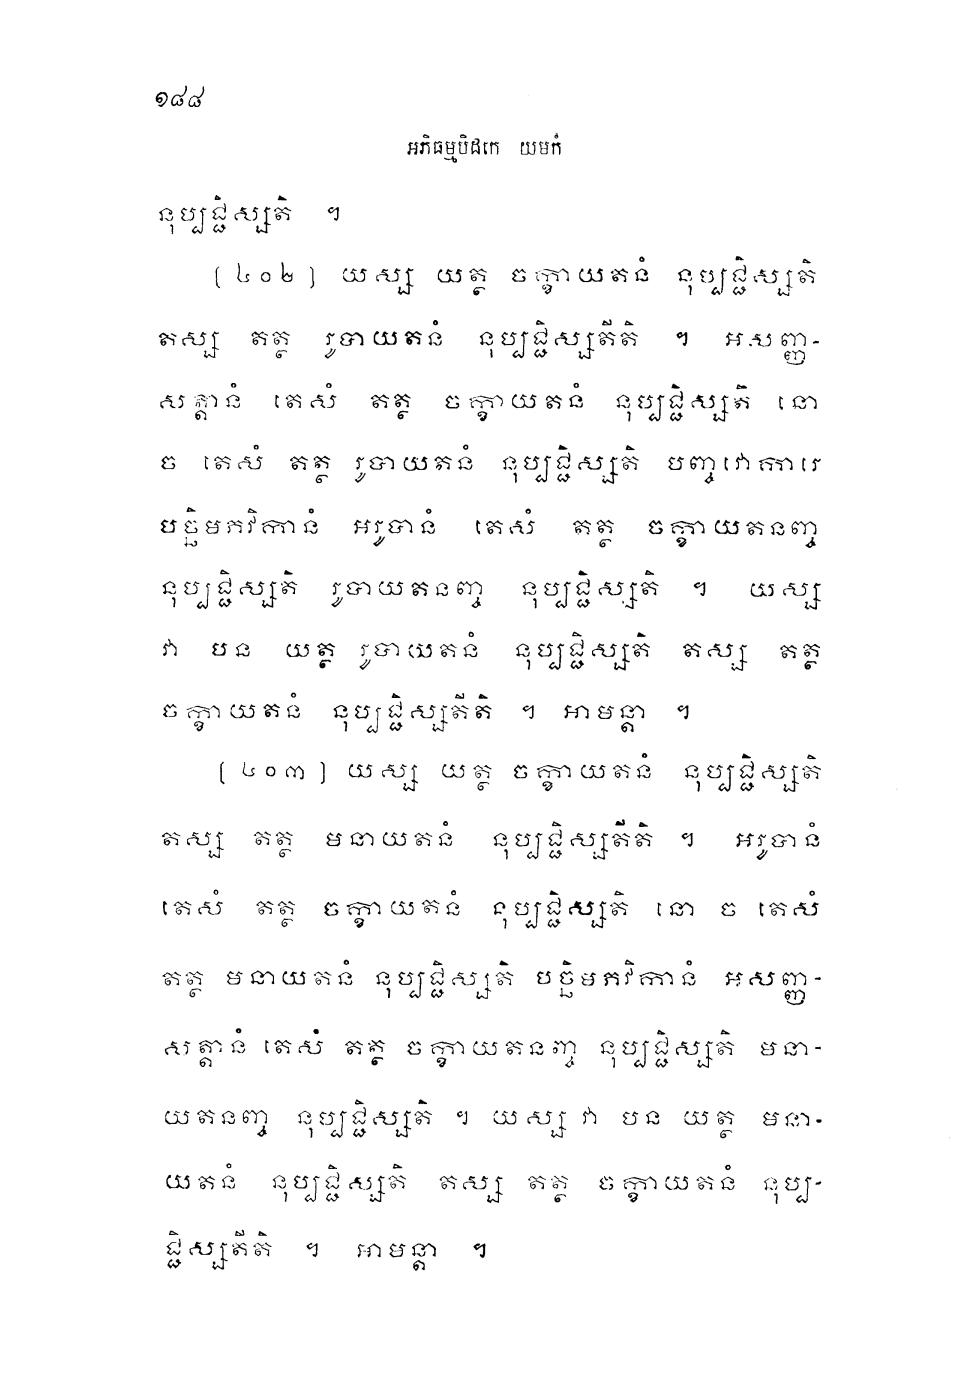 ១៨៨
អភិធម្មបិដកេ យមកំ
នុប្បជ្ជិស្សតិ ។
(៤០២) យស្ស យត្ថ ចក្ខាយតនំ នុប្បជ្ជិស្សតិ
តស្ស តត្ថ រូបាយតនំ នុប្បជ្ជិស្សតីតិ ។ អសញ្ញ-
សត្តានំ តេសំ តត្ថ ចក្ខាយតនំ នុប្បជ្ជិស្សតិ នោ
ច តេសំ តត្ថ រូបាយតនំ នុប្បជ្ជិស្សតិ បញ្ចវោការេ
បច្ឆិមភវិកានំ អរូបានំ តេសំ តត្ថ ចក្ខាយតនញ្ច
នុប្បជ្ជិស្សតិ រូបាយតនញ្ច នុប្បជ្ជិស្សតិ ។ យស្ស
វា បន យត្ថ រូបាយតនំ នុប្បជ្ជិស្សតិ តស្ស តត្ថ
ចក្ខាយតនំ នុប្បជ្ជិស្សតីតិ ។ អាមន្តា ។
(៤០៣) យស្ស យត្ថ ចក្ខាយតនំ នុប្បជ្ជិស្សតិ
តស្ស តត្ថ មនាយតនំ នុប្បជ្ជិស្សតីតិ ។ អរូបានំ
តេសំ តត្ថ ចក្ខាយតនំ នុប្បជ្ជិស្សតិ នោ ច តេសំ
តត្ថ មនាយតនំ នុប្បជ្ជិស្សតិ បច្ឆិមភវិកានំ អសញ្ញ-
សត្តានំ តេសំ តត្ថ ចក្ខាយតនញ្ច នុប្បជ្ជិស្សតិ មនា-
យតនញ្ច នុប្បជ្ជិស្សតិ ។ យស្ស វា បន យត្ថ មនា-
យតនំ នុប្បជ្ជិស្សតិ តស្ស តត្ថ ចក្ខាយតនំ នុប្ប-
ជ្ជិស្សតីតិ ។ អាមន្តា ។